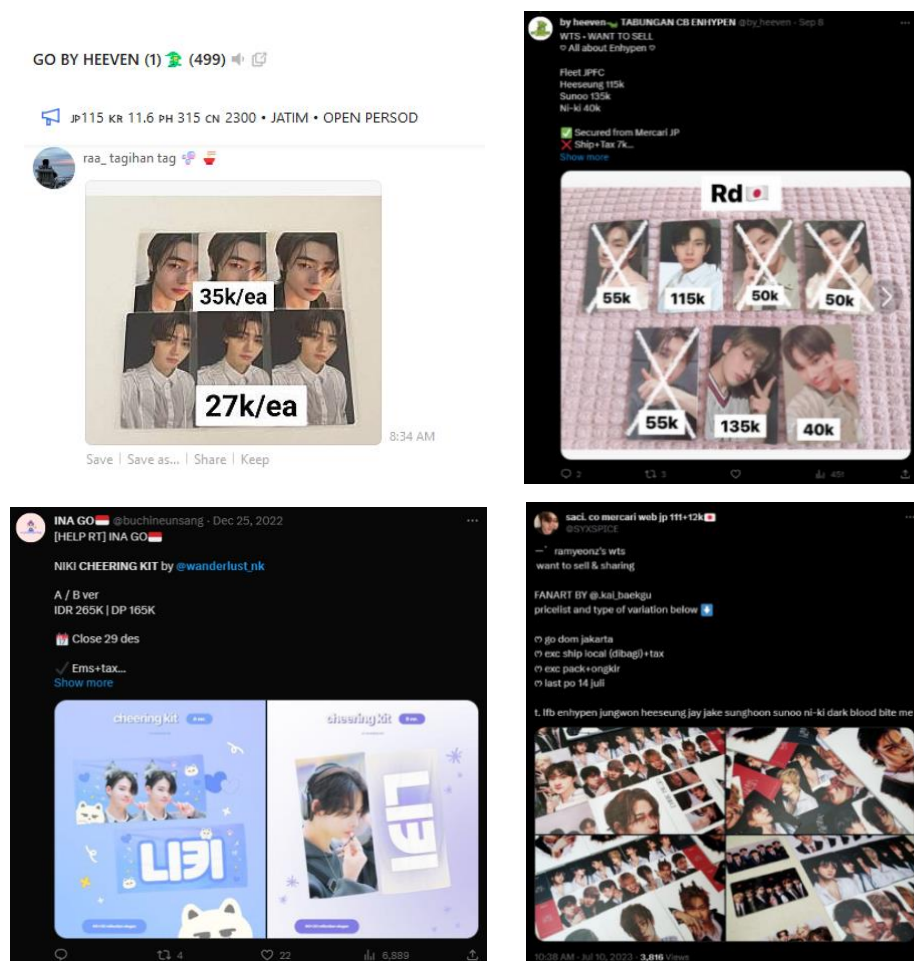 GO BY HEEVEN (1) (499)
JP115 KR 11.6 PH 315 CN 2300 • JATIM • OPEN PERSOD
raa_ tagihan tag
35k/ea
27k/ea
8:34 AM
Save | Save as... | Share | Keep
by heeven TABUNGAN CB ENHYPEN @by_heeven · Sep 8
WTS - WANT TO SELL
All about Enhypen
Fleet JPFC
Heeseung 115k
Sunoo 135k
Ni-ki 40k
Secured from Mercari JP
Ship+Tax 7k...
Show more
Rd
55k
115k
50k
50k
55k
135k
40k
2
3
451
INA GO @buchineunsang · Dec 25, 2022
[HELP RT] INA GO
NIKI CHEERING KIT by @wanderlust_nk
A / B ver
IDR 265K | DP 165K
Close 29 des
Ems+tax...
Show more
cheering kit
cheering kit
니키
니키
4
22
6,889
saci. co mercari web jp 111+12k
@SYXSPICE
ramyeonz's wts
want to sell & sharing
FANART BY @.kai_baekgu
pricelist and type of variation below
go dom jakarta
exc ship local (dibagi)+tax
exc pack+ongkir
last po 14 juli
t. lfb enhypen jungwon heeseung jay jake sunghoon sunoo ni-ki dark blood bite me
10:38 AM · Jul 10, 2023 · 3,816 Views